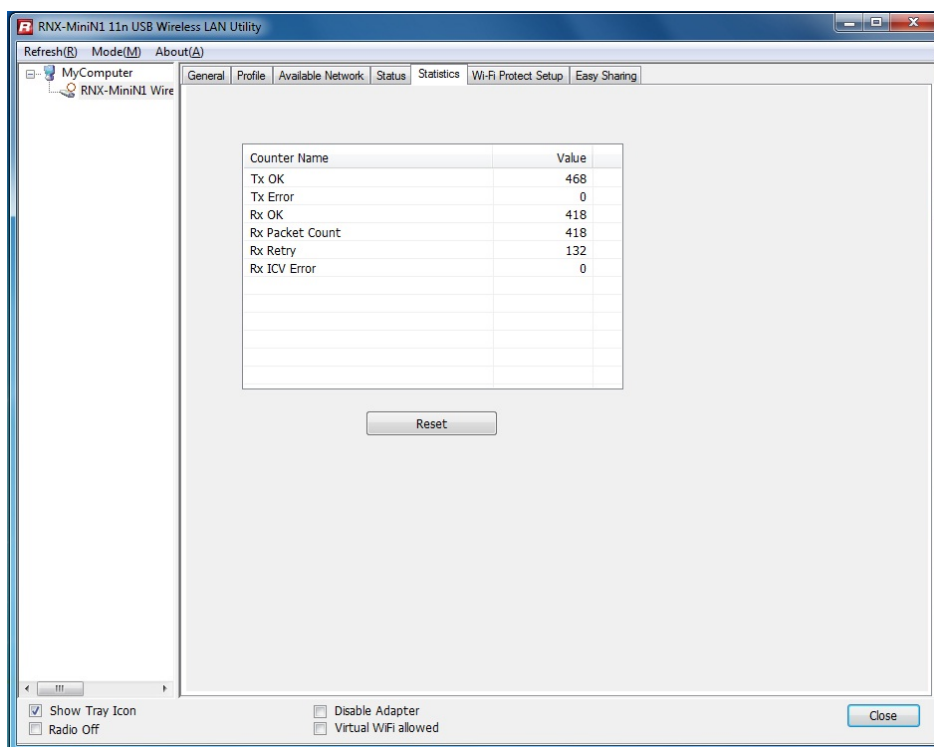 RNX-MiniN1 11n USB Wireless LAN Utility
Refresh(R) Mode(M) About(A)
MyComputer
RNX-MiniN1 Wire
General Profile Available Network Status Statistics Wi-Fi Protect Setup Easy Sharing
Counter Name Value
Tx OK 468
Tx Error 0
Rx OK 418
Rx Packet Count 418
Rx Retry 132
Rx ICV Error 0
Reset
Show Tray Icon Disable Adapter
Radio Off Virtual WiFi allowed
Close